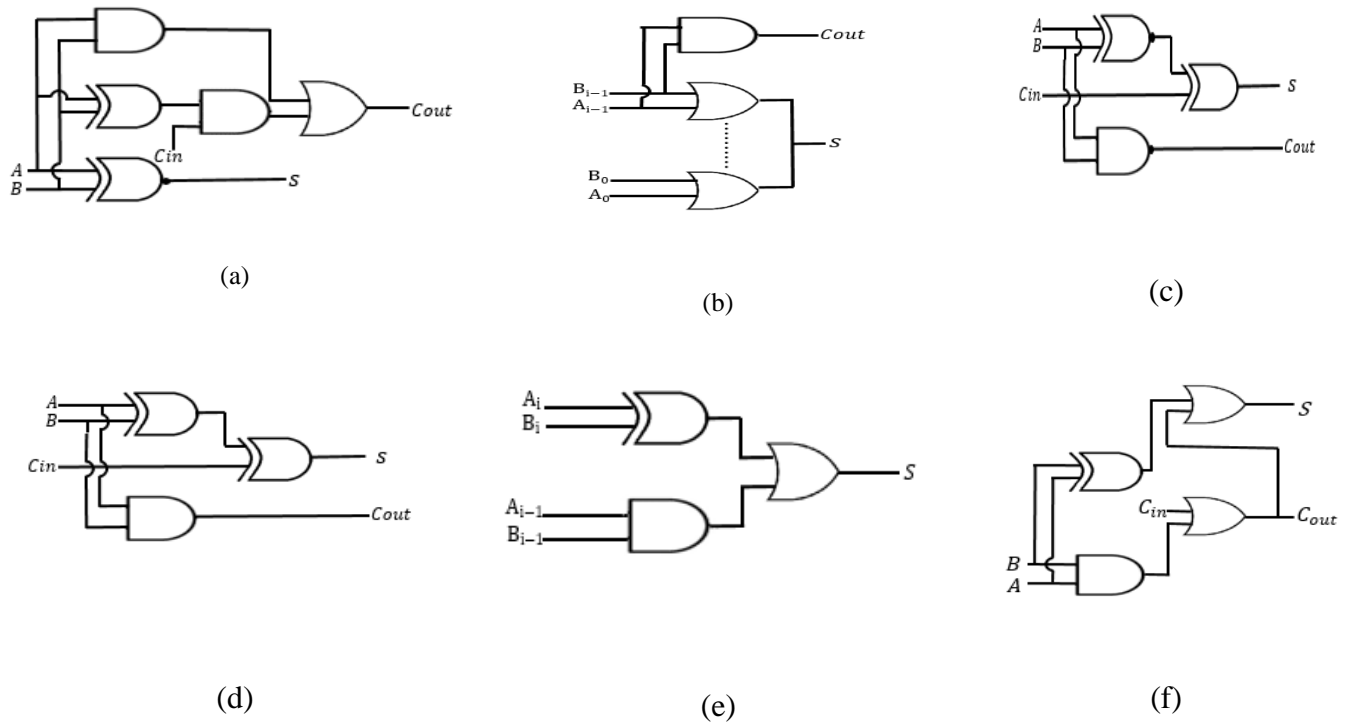 A
B
Cin
Cout
S
(a)
Cout
Bi−1
Ai−1
S
B₀
A₀
(b)
A
B
Cin
S
Cout
(c)
A
B
Cin
S
Cout
(d)
Ai
Bi
Ai−1
Bi−1
S
(e)
S
Cin
Cout
B
A
(f)